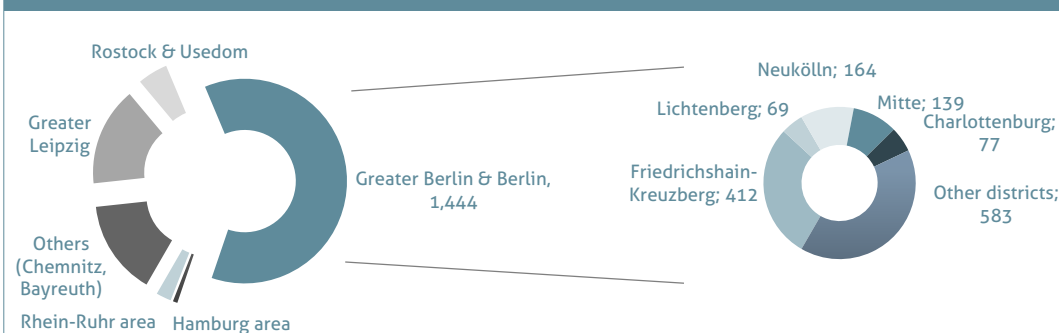 Rostock & Usedom
Greater
Leipzig
Others
(Chemnitz,
Bayreuth)
Rhein-Ruhr area
Hamburg area
Greater Berlin & Berlin,
1,444
Neukölln; 164
Lichtenberg; 69
Mitte; 139
Charlottenburg;
77
Friedrichshain-
Kreuzberg; 412
Other districts;
583